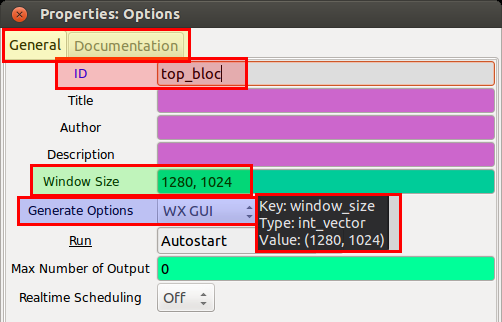 Properties: Options
General Documentation
ID top_bloc
Title
Author
Description
Window Size 1280, 1024
Generate Options WX GUI
Key: window_size
Type: int_vector
Value: (1280, 1024)
Run Autostart
Max Number of Output 0
Realtime Scheduling Off